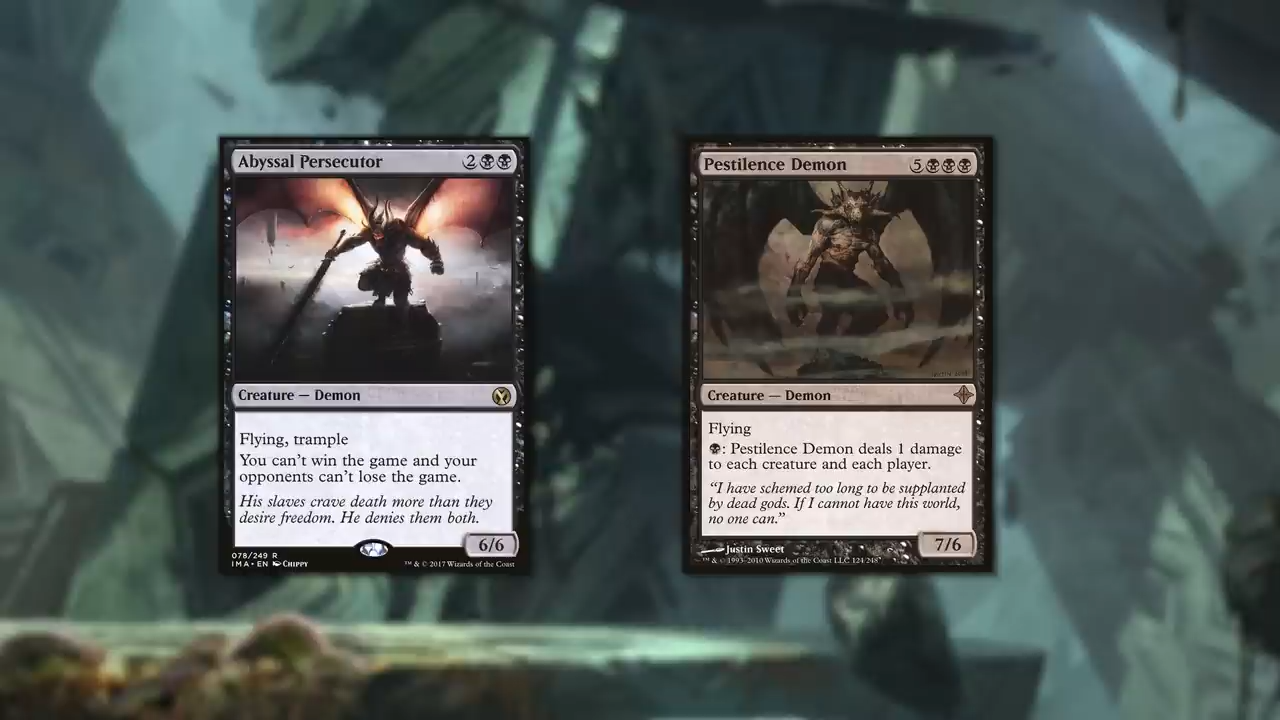 Abyssal Persecutor 2
Creature — Demon
Flying, trample
You can't win the game and your
opponents can't lose the game.
His slaves crave death more than they
desire freedom. He denies them both.
6/6
078/249 R
IMA • EN CHIPPY
™ & © 2017 Wizards of the Coast
Pestilence Demon 5
Creature — Demon
Flying
: Pestilence Demon deals 1 damage
to each creature and each player.
“I have schemed too long to be supplanted
by dead gods. If I cannot have this world,
no one can.”
7/6
Justin Sweet
™ & © 1993–2010 Wizards of the Coast LLC 124/248